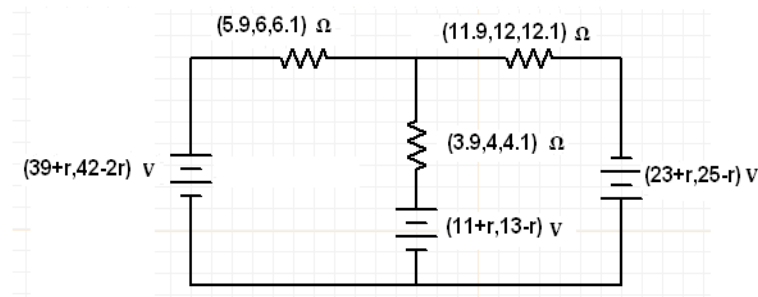 (5.9,6,6.1) Ω
(11.9,12,12.1) Ω
(3.9,4,4.1) Ω
(39+r,42-2r) V
(23+r,25-r) V
(11+r,13-r) V